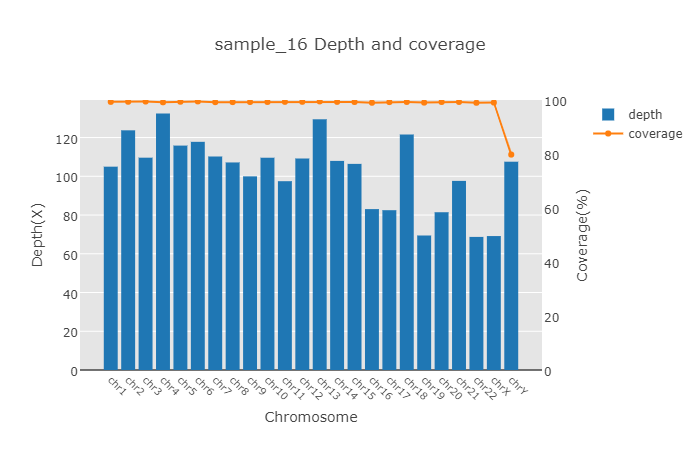 sample_16 Depth and coverage
depth
coverage
120
100
80
60
40
20
0
Depth(X)
100
80
60
40
20
0
Coverage(%)
chr1 chr2 chr3 chr4 chr5 chr6 chr7 chr8 chr9 chr10 chr11 chr12 chr13 chr14 chr15 chr16 chr17 chr18 chr19 chr20 chr21 chr22 chrX chrY
Chromosome